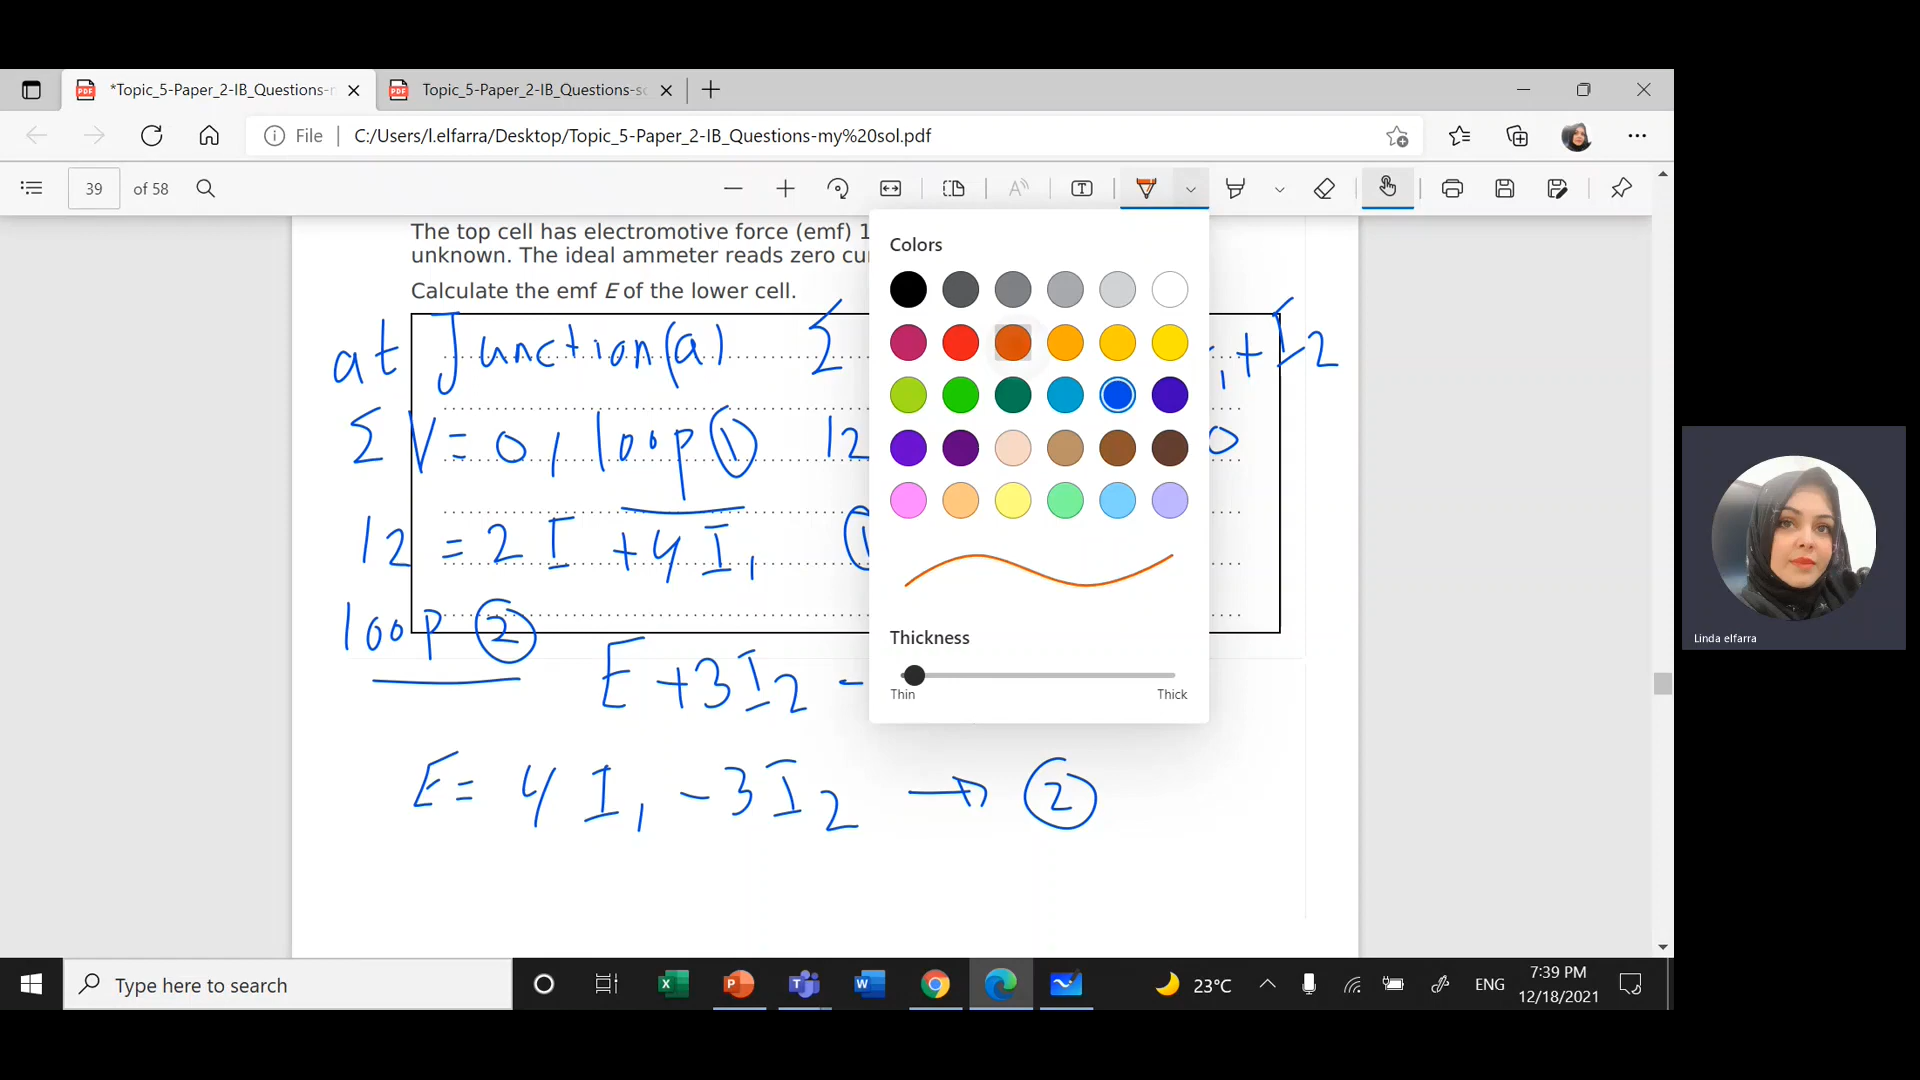 *Topic_5-Paper_2-IB_Questions-
Topic_5-Paper_2-IB_Questions-s
File
C:/Users/l.elfarra/Desktop/Topic_5-Paper_2-IB_Questions-my%20sol.pdf
39 of 58
The top cell has electromotive force (emf) 1
unknown. The ideal ammeter reads zero cu
Calculate the emf E of the lower cell.
at Junction(a) Σ + I2
Σ V = 0, loop ① 12 0
12 = 2 I + 4 I1
loop ②
E + 3 I2 -
E = 4 I1 - 3 I2 → ②
Colors
Thickness
Thin Thick
Linda elfarra
Type here to search
23°C
ENG
7:39 PM
12/18/2021